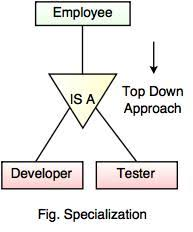 Employee
IS A
Top Down
Approach
Developer
Tester
Fig. Specialization